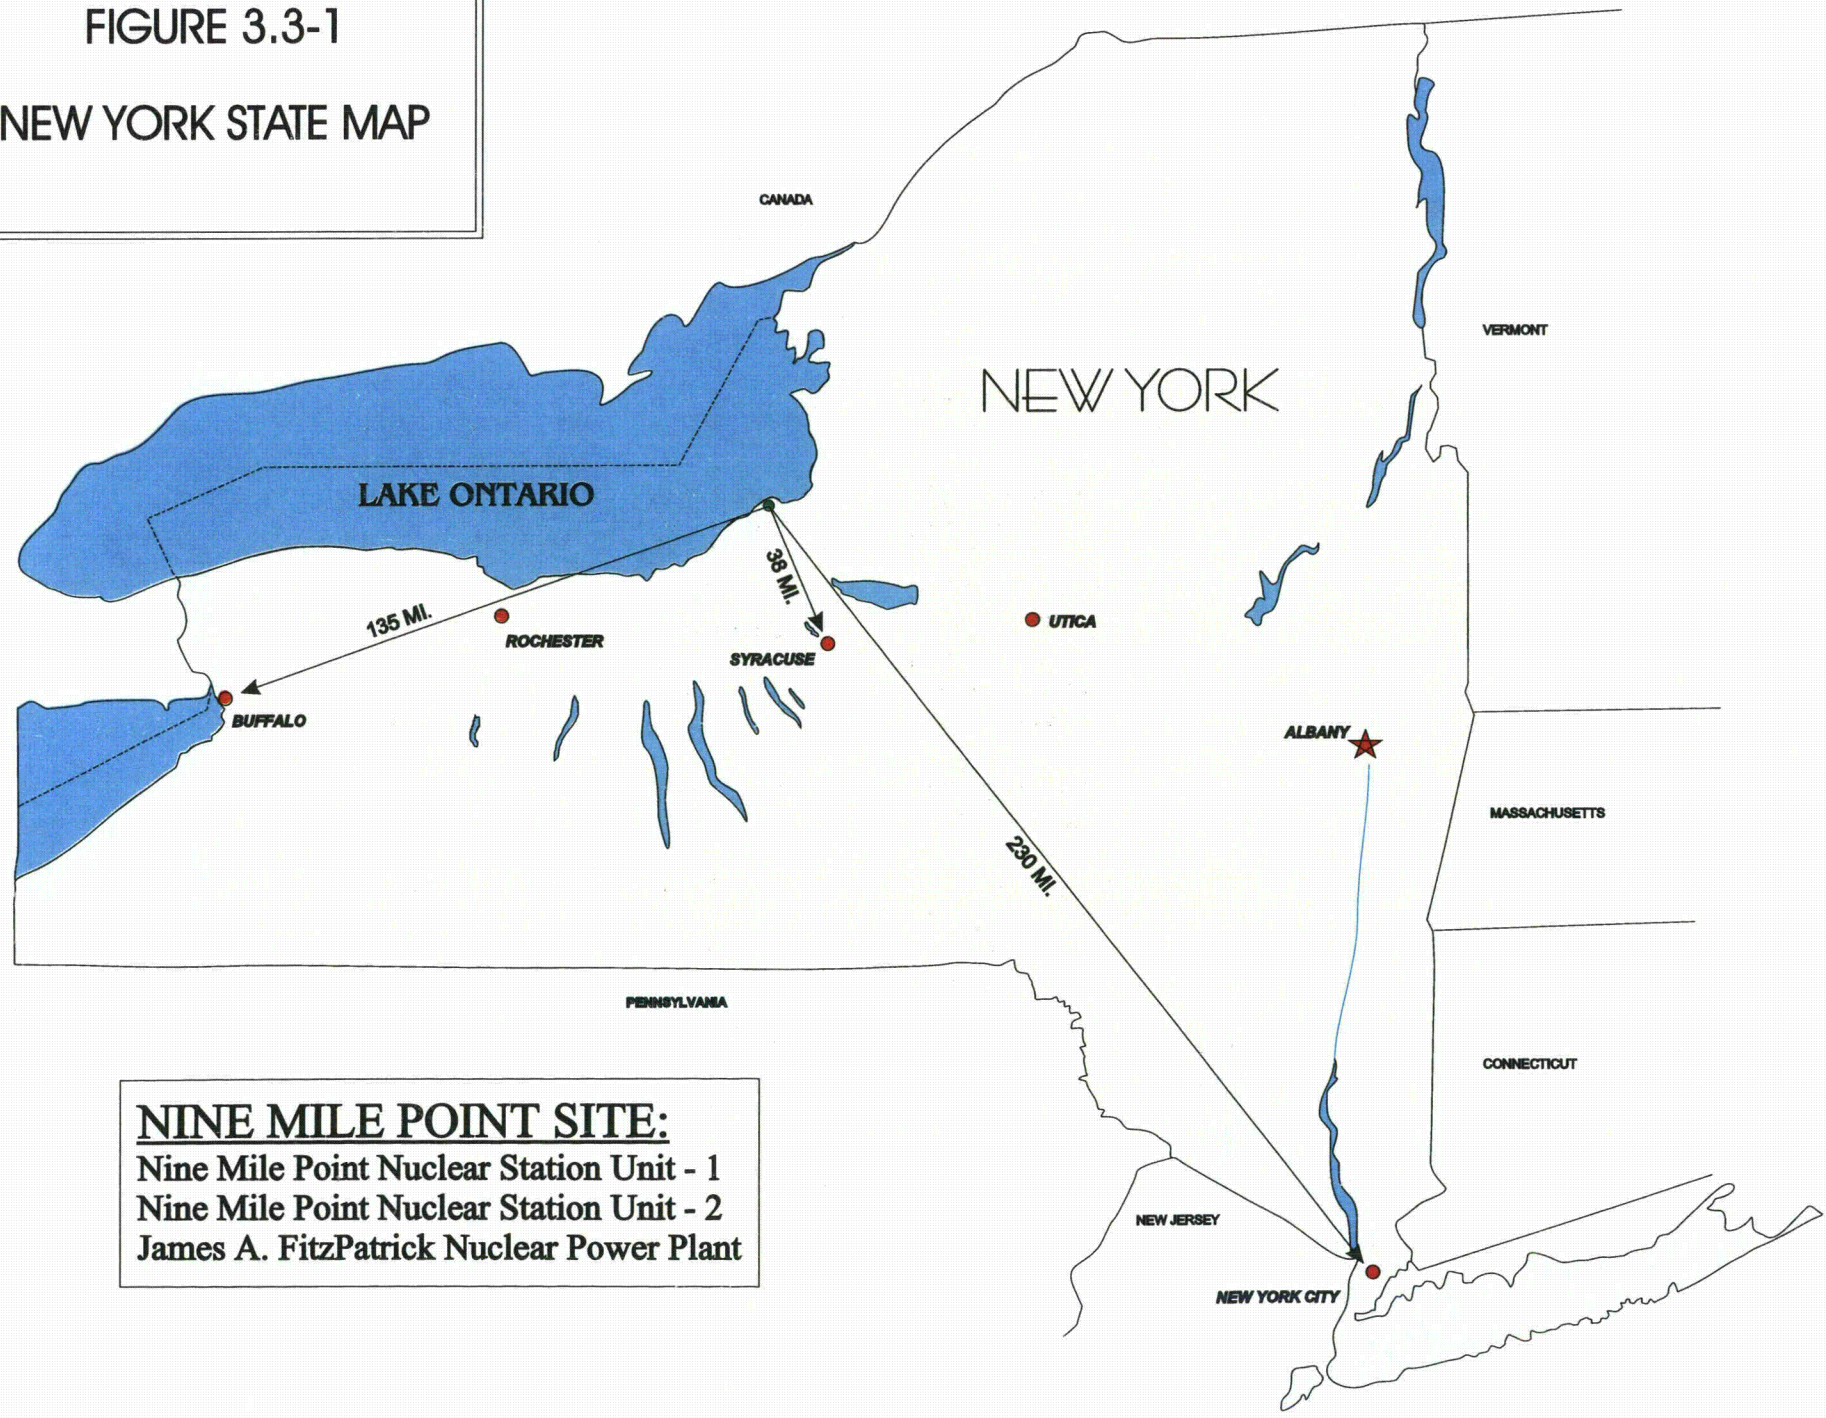 FIGURE 3.3-1
NEW YORK STATE MAP
CANADA
VERMONT
NEW YORK
LAKE ONTARIO
38 MI.
135 MI.
ROCHESTER
UTICA
SYRACUSE
BUFFALO
ALBANY
MASSACHUSETTS
230 MI.
PENNSYLVANIA
CONNECTICUT
NINE MILE POINT SITE:
Nine Mile Point Nuclear Station Unit - 1
Nine Mile Point Nuclear Station Unit - 2
James A. FitzPatrick Nuclear Power Plant
NEW JERSEY
NEW YORK CITY